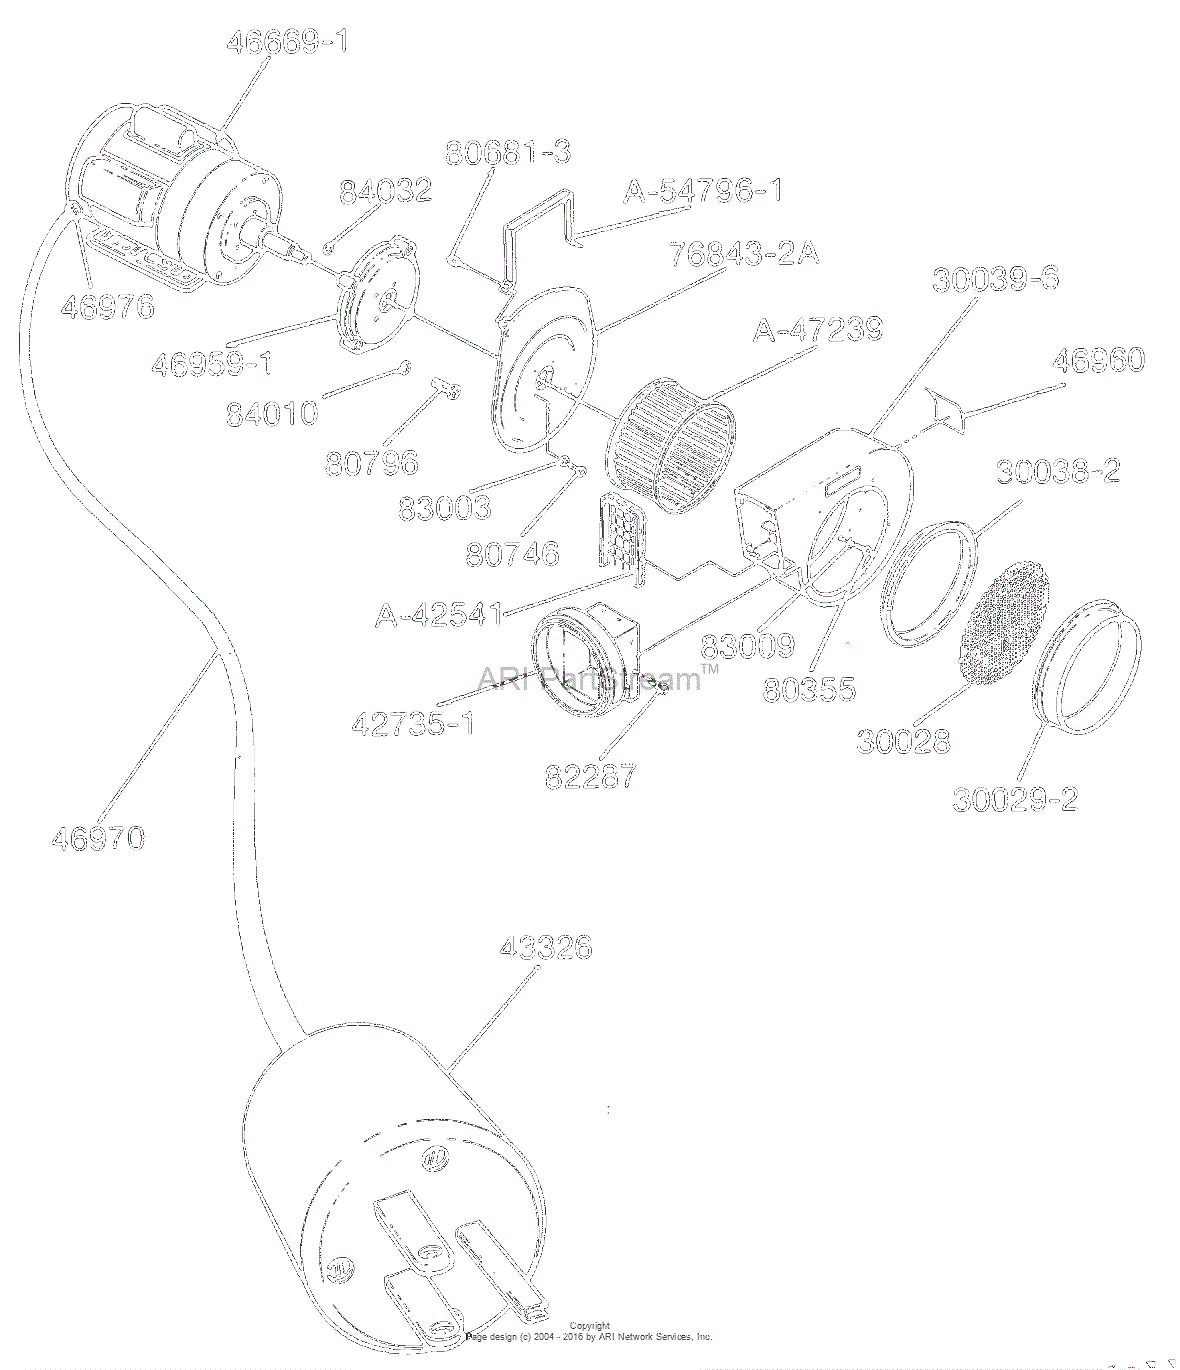 46669-1
80681-3
84032
A-54796-1
76843-2A
30039-6
46976
A-47239
46960
46959-1
84010
80796
30038-2
83003
80746
A-42541
83009
ARI PartStream™
80355
42735-1
30028
82287
30029-2
46970
43326
Copyright
Page design (c) 2004 - 2016 by ARI Network Services, Inc.